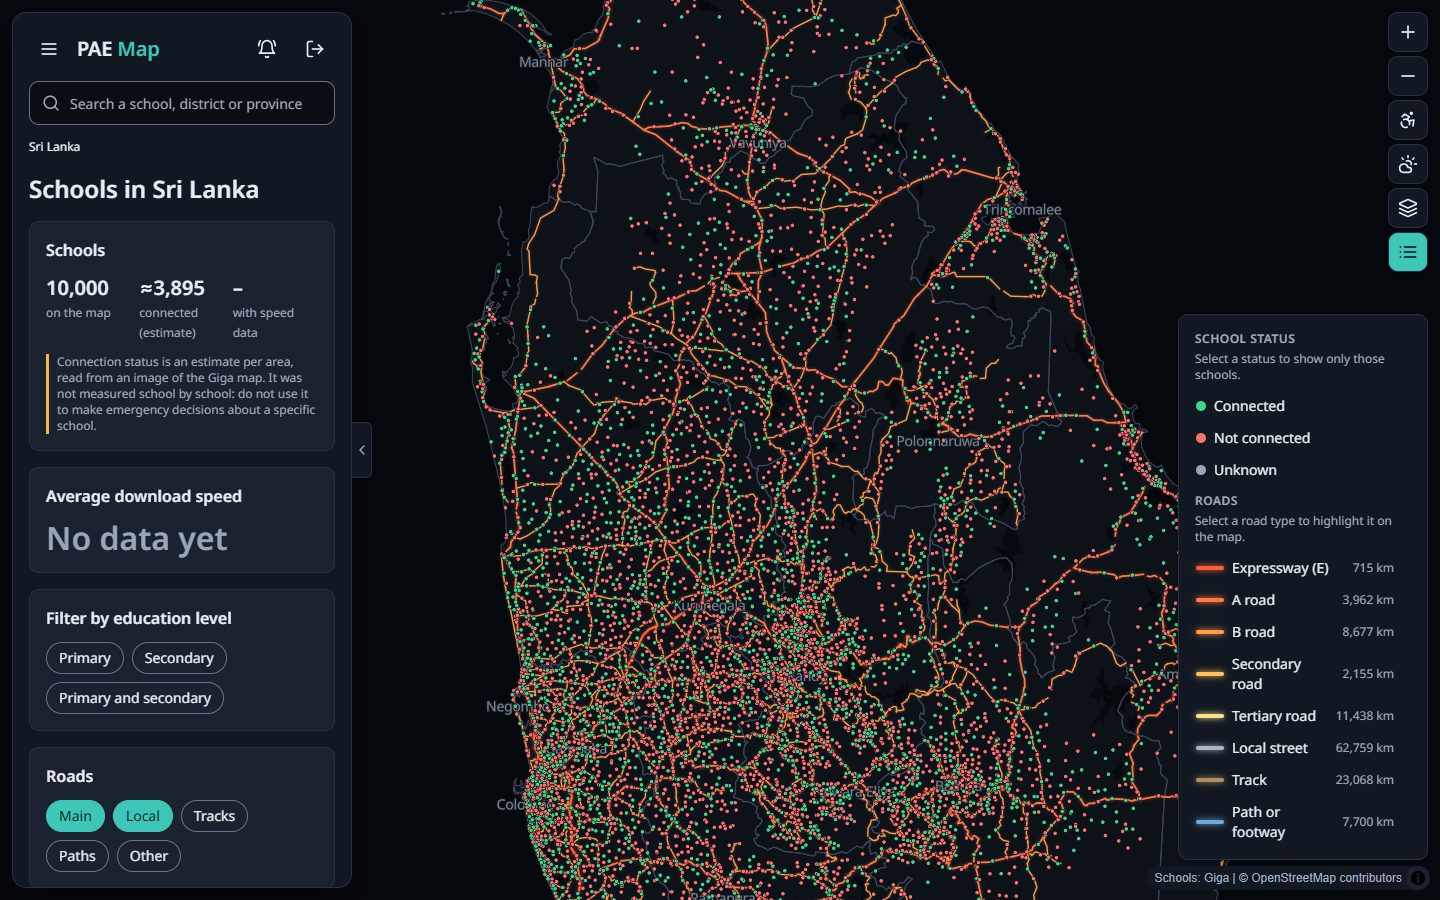 PAE Map
Search a school, district or province
Sri Lanka
Schools in Sri Lanka
Schools
10,000
on the map
≈3,895
connected
(estimate)
–
with speed
data
Connection status is an estimate per area,
read from an image of the Giga map. It was
not measured school by school: do not use it
to make emergency decisions about a specific
school.
Average download speed
No data yet
Filter by education level
Primary
Secondary
Primary and secondary
Roads
Main
Local
Tracks
Paths
Other
Mannar
Vavuniya
Trincomalee
Polonnaruwa
Kurunegala
SCHOOL STATUS
Select a status to show only those
schools.
Connected
Not connected
Unknown
ROADS
Select a road type to highlight it on
the map.
Expressway (E) 715 km
A road 3,962 km
B road 8,677 km
Secondary
road 2,155 km
Tertiary road 11,438 km
Local street 62,759 km
Track 23,068 km
Path or
footway 7,700 km
Schools: Giga | © OpenStreetMap contributors